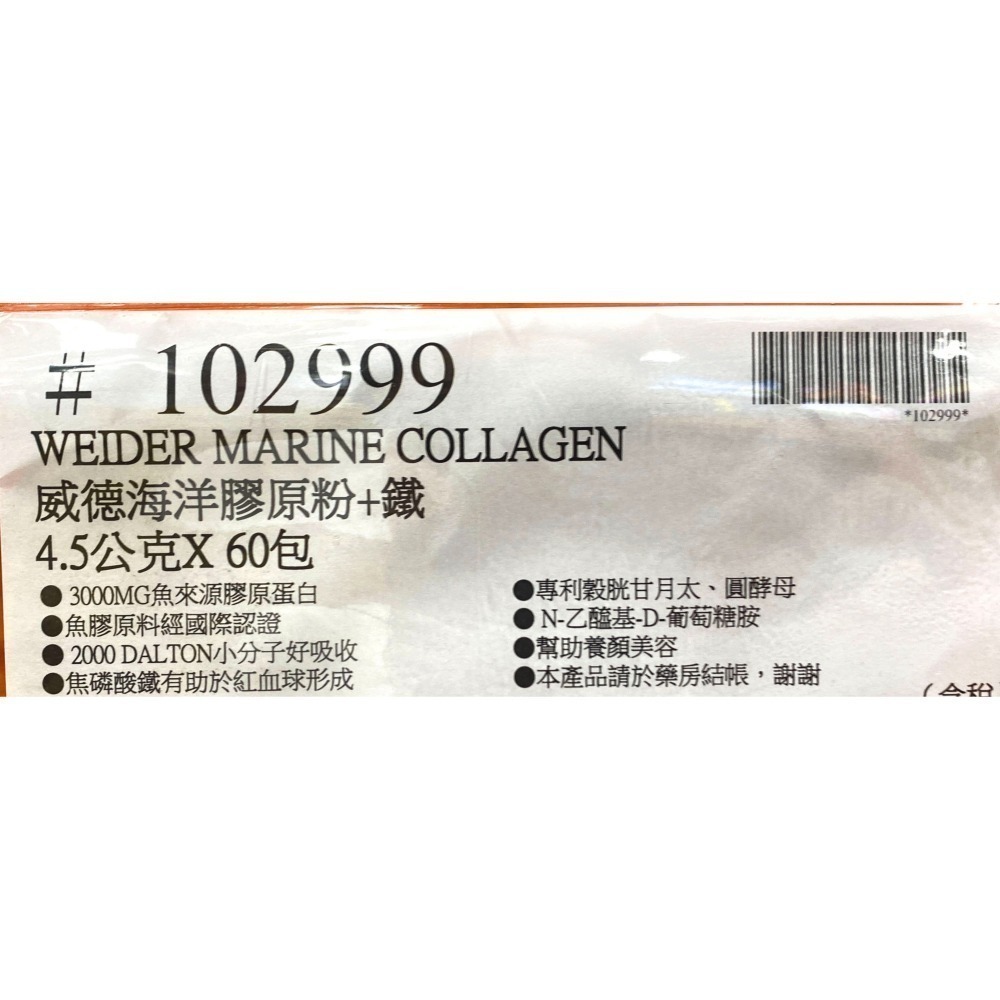 # 102999
*102999*
WEIDER MARINE COLLAGEN
威德海洋膠原粉+鐵
4.5公克X 60包
● 3000MG魚來源膠原蛋白
●魚膠原料經國際認證
● 2000 DALTON小分子好吸收
●焦磷酸鐵有助於紅血球形成
●專利穀胱甘月太、圓酵母
● N-乙醯基-D-葡萄糖胺
●幫助養顏美容
●本產品請於藥房結帳，謝謝
(含稅